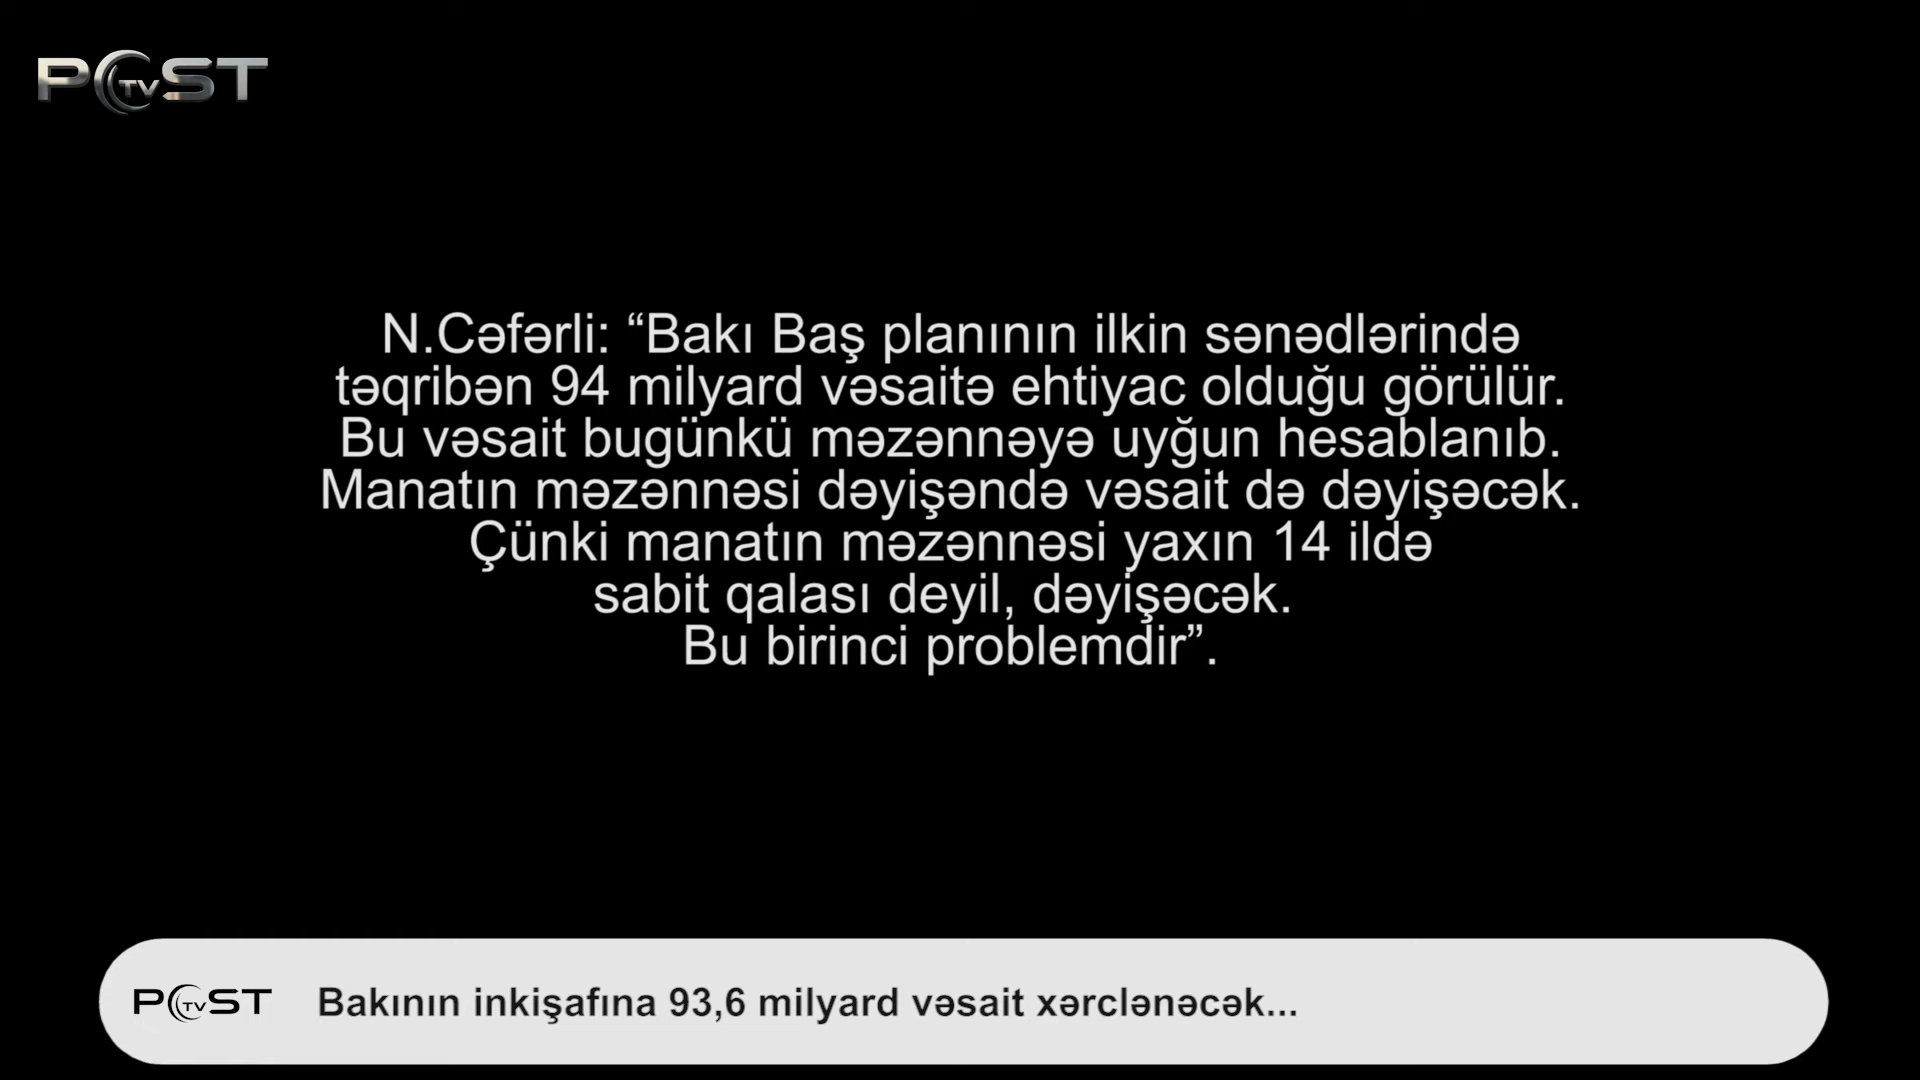 POST TV
N.Cəfərli: “Bakı Baş planının ilkin sənədlərində
təqribən 94 milyard vəsaitə ehtiyac olduğu görülür.
Bu vəsait bugünkü məzənnəyə uyğun hesablanıb.
Manatın məzənnəsi dəyişəndə vəsait də dəyişəcək.
Çünki manatın məzənnəsi yaxın 14 ildə
sabit qalası deyil, dəyişəcək.
Bu birinci problemdir”.
POST TV Bakının inkişafına 93,6 milyard vəsait xərclənəcək...